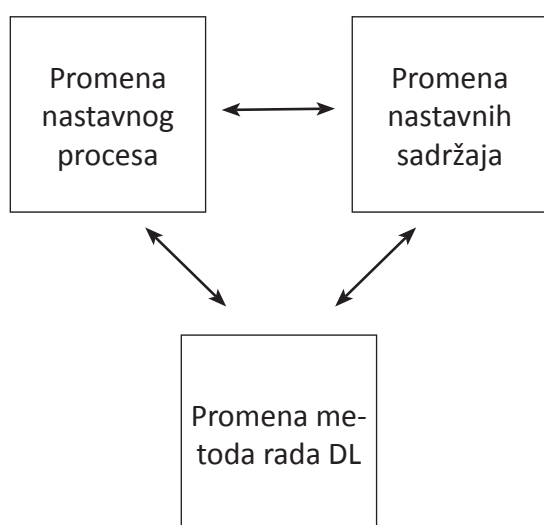 Promena
nastavnog
procesa
Promena
nastavnih
sadržaja
Promena me-
toda rada DL